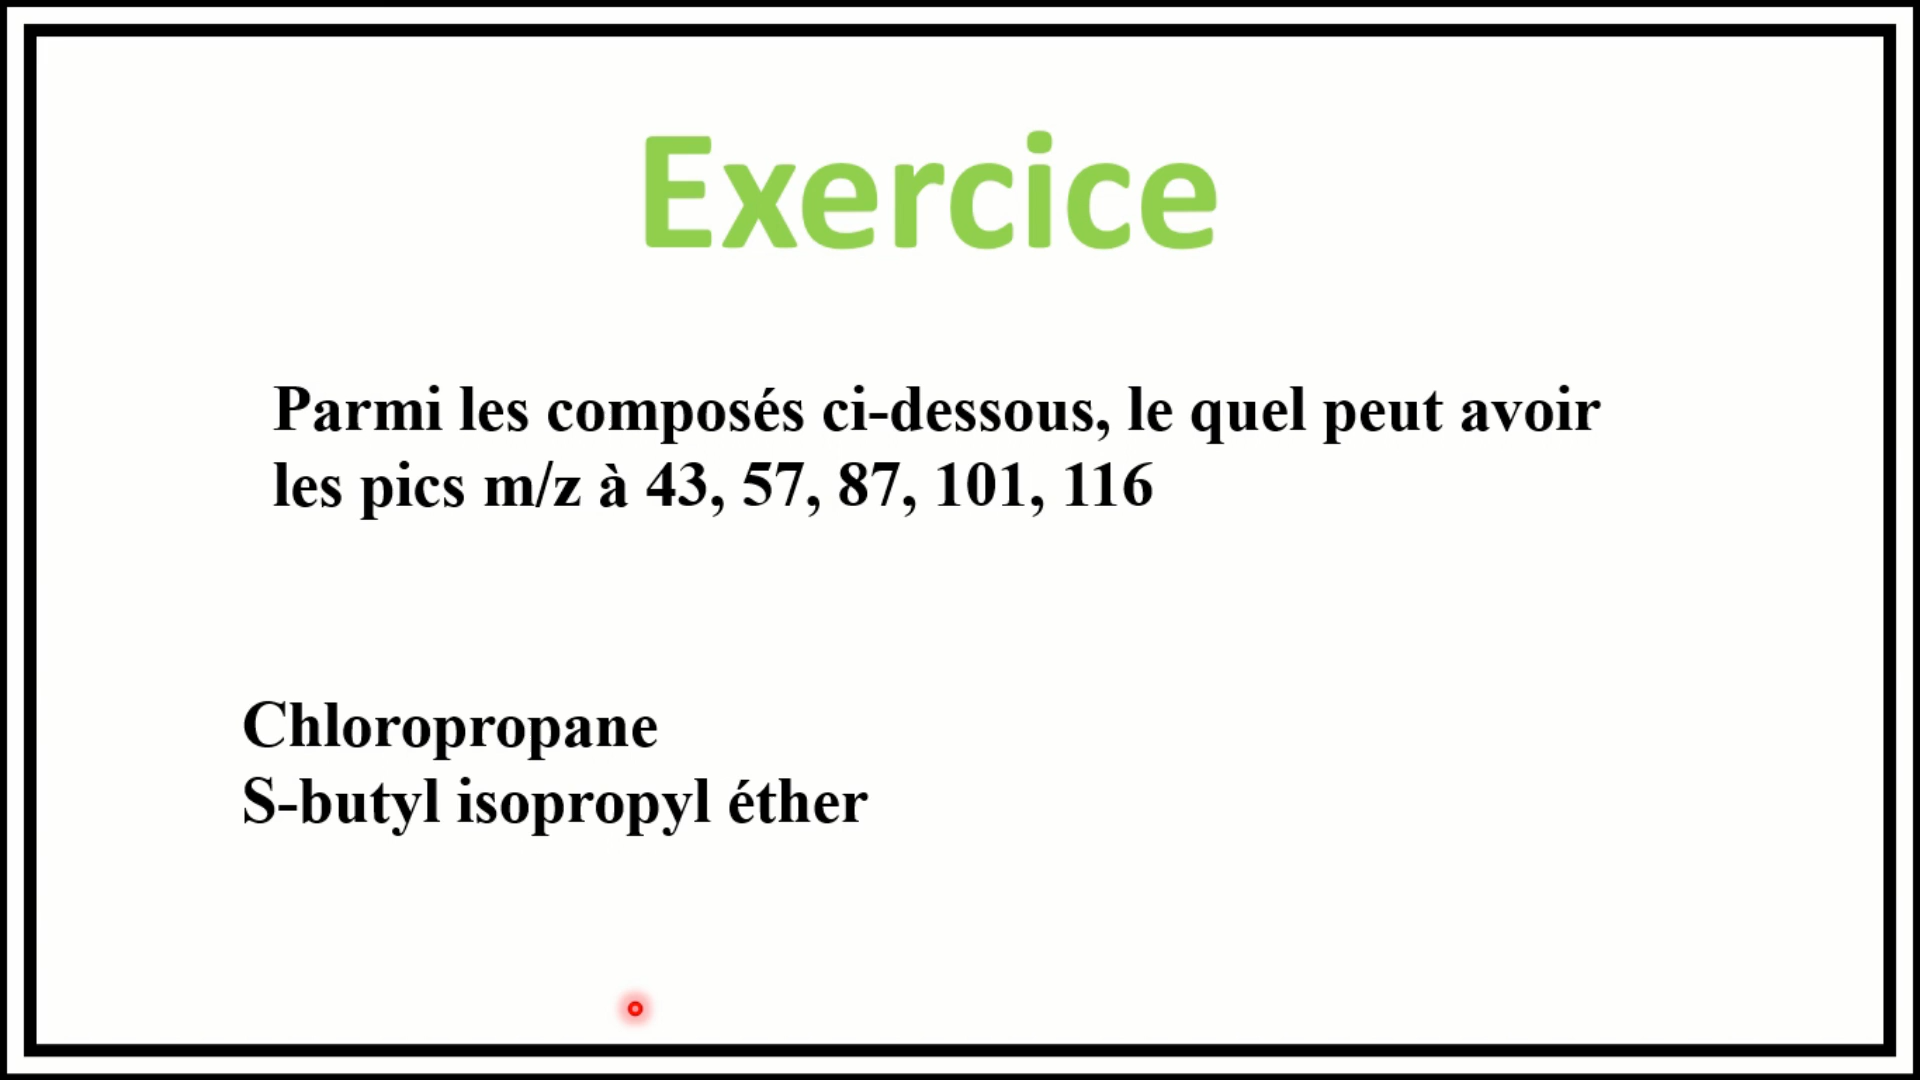 Exercice
Parmi les composés ci-dessous, le quel peut avoir
les pics m/z à 43, 57, 87, 101, 116
Chloropropane
S-butyl isopropyl éther